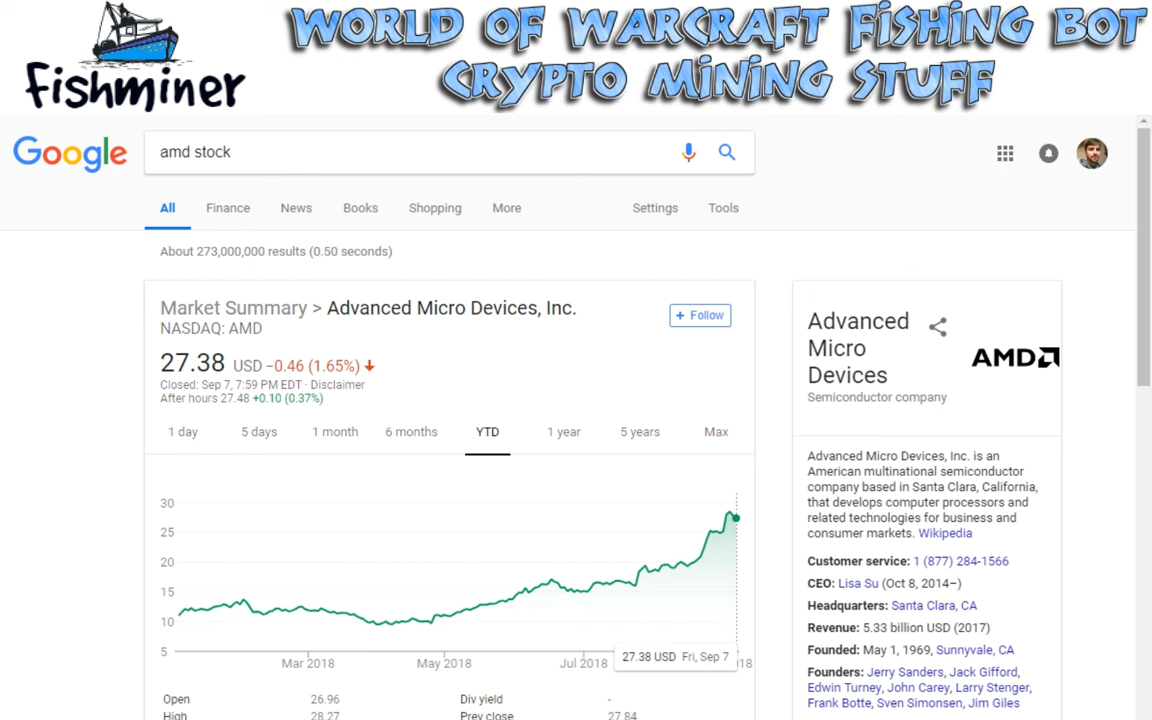 WORLD OF WARCRAFT FISHING BOT
CRYPTO MINING STUFF
Fishminer
Google
amd stock
All Finance News Books Shopping More Settings Tools
About 273,000,000 results (0.50 seconds)
Market Summary > Advanced Micro Devices, Inc.
NASDAQ: AMD
+ Follow
27.38 USD −0.46 (1.65%)
Closed: Sep 7, 7:59 PM EDT · Disclaimer
After hours 27.48 +0.10 (0.37%)
1 day 5 days 1 month 6 months YTD 1 year 5 years Max
30
25
20
15
10
5
Mar 2018 May 2018 Jul 2018 18
27.38 USD Fri, Sep 7
Open 26.96 Div yield -
High 28.27 Prev close 27.84
Advanced
Micro
Devices
AMD
Semiconductor company
Advanced Micro Devices, Inc. is an
American multinational semiconductor
company based in Santa Clara, California,
that develops computer processors and
related technologies for business and
consumer markets. Wikipedia
Customer service: 1 (877) 284-1566
CEO: Lisa Su (Oct 8, 2014–)
Headquarters: Santa Clara, CA
Revenue: 5.33 billion USD (2017)
Founded: May 1, 1969, Sunnyvale, CA
Founders: Jerry Sanders, Jack Gifford,
Edwin Turney, John Carey, Larry Stenger,
Frank Botte, Sven Simonsen, Jim Giles